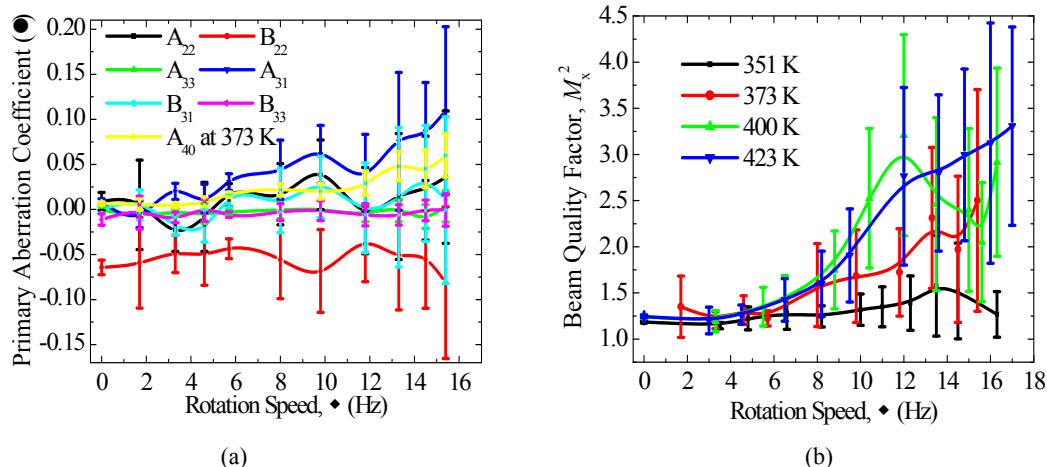 (a)
Primary Aberration Coefficient (●)
0.20
0.15
0.10
0.05
0.00
-0.05
-0.10
-0.15
A22 B22
A33 A31
B31 B33
A40 at 373 K
0 2 4 6 8 10 12 14 16
Rotation Speed, ◆ (Hz)
(a)
(b)
Beam Quality Factor, Mx²
4.5
4.0
3.5
3.0
2.5
2.0
1.5
1.0
351 K
373 K
400 K
423 K
0 2 4 6 8 10 12 14 16 18
Rotation Speed, ◆ (Hz)
(b)